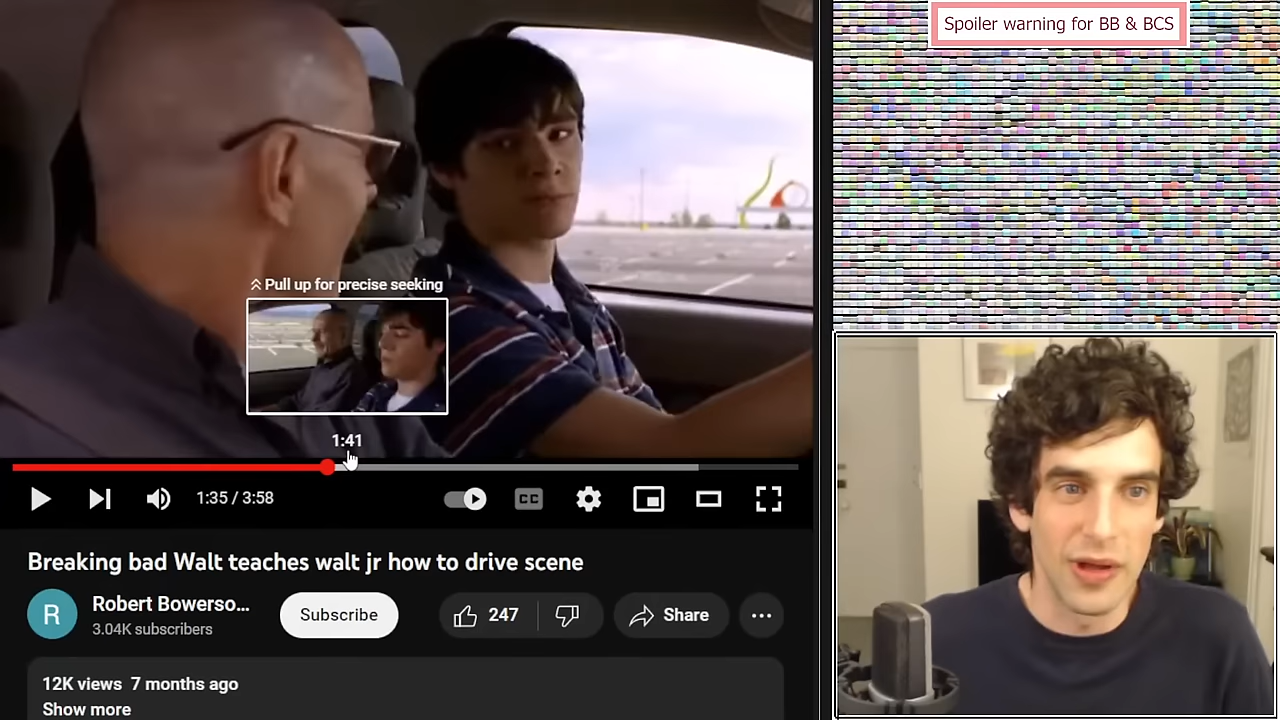 Spoiler warning for BB & BCS
Pull up for precise seeking
1:41
1:35 / 3:58
CC
Breaking bad Walt teaches walt jr how to drive scene
R
Robert Bowerso...
3.04K subscribers
Subscribe
247
Share
12K views 7 months ago
Show more